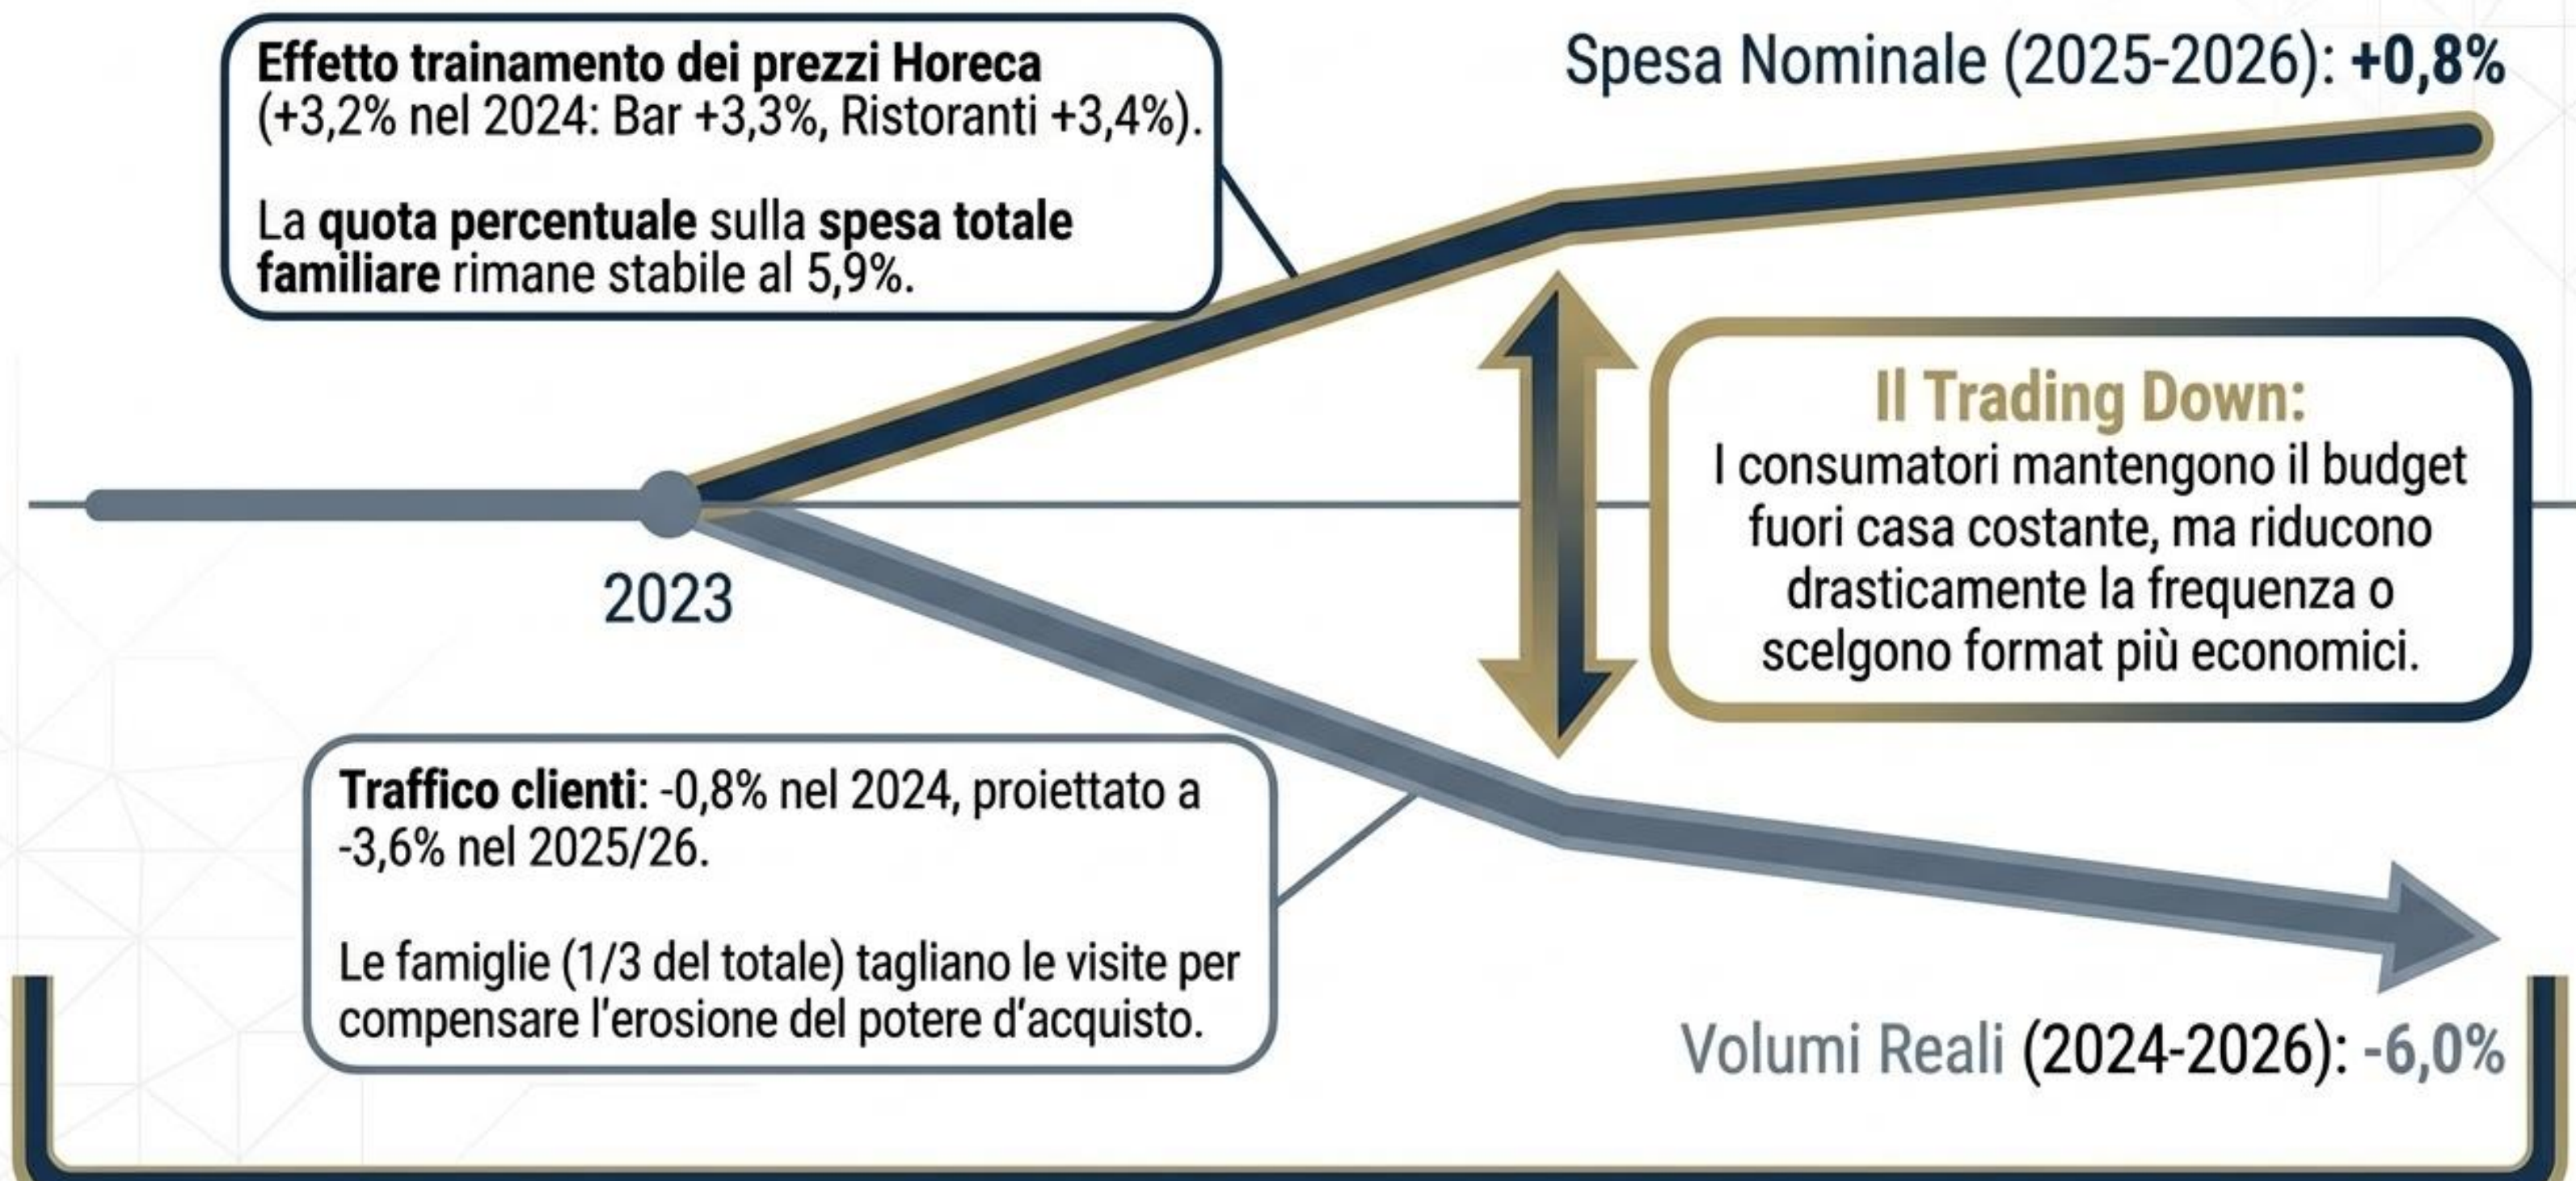 Effetto trainamento dei prezzi Horeca
(+3,2% nel 2024: Bar +3,3%, Ristoranti +3,4%).
La quota percentuale sulla spesa totale
familiare rimane stabile al 5,9%.
Spesa Nominale (2025-2026): +0,8%
Il Trading Down:
I consumatori mantengono il budget
fuori casa costante, ma riducono
drasticamente la frequenza o
scelgono format più economici.
2023
Traffico clienti: -0,8% nel 2024, proiettato a
-3,6% nel 2025/26.
Le famiglie (1/3 del totale) tagliano le visite per
compensare l'erosione del potere d'acquisto.
Volumi Reali (2024-2026): -6,0%